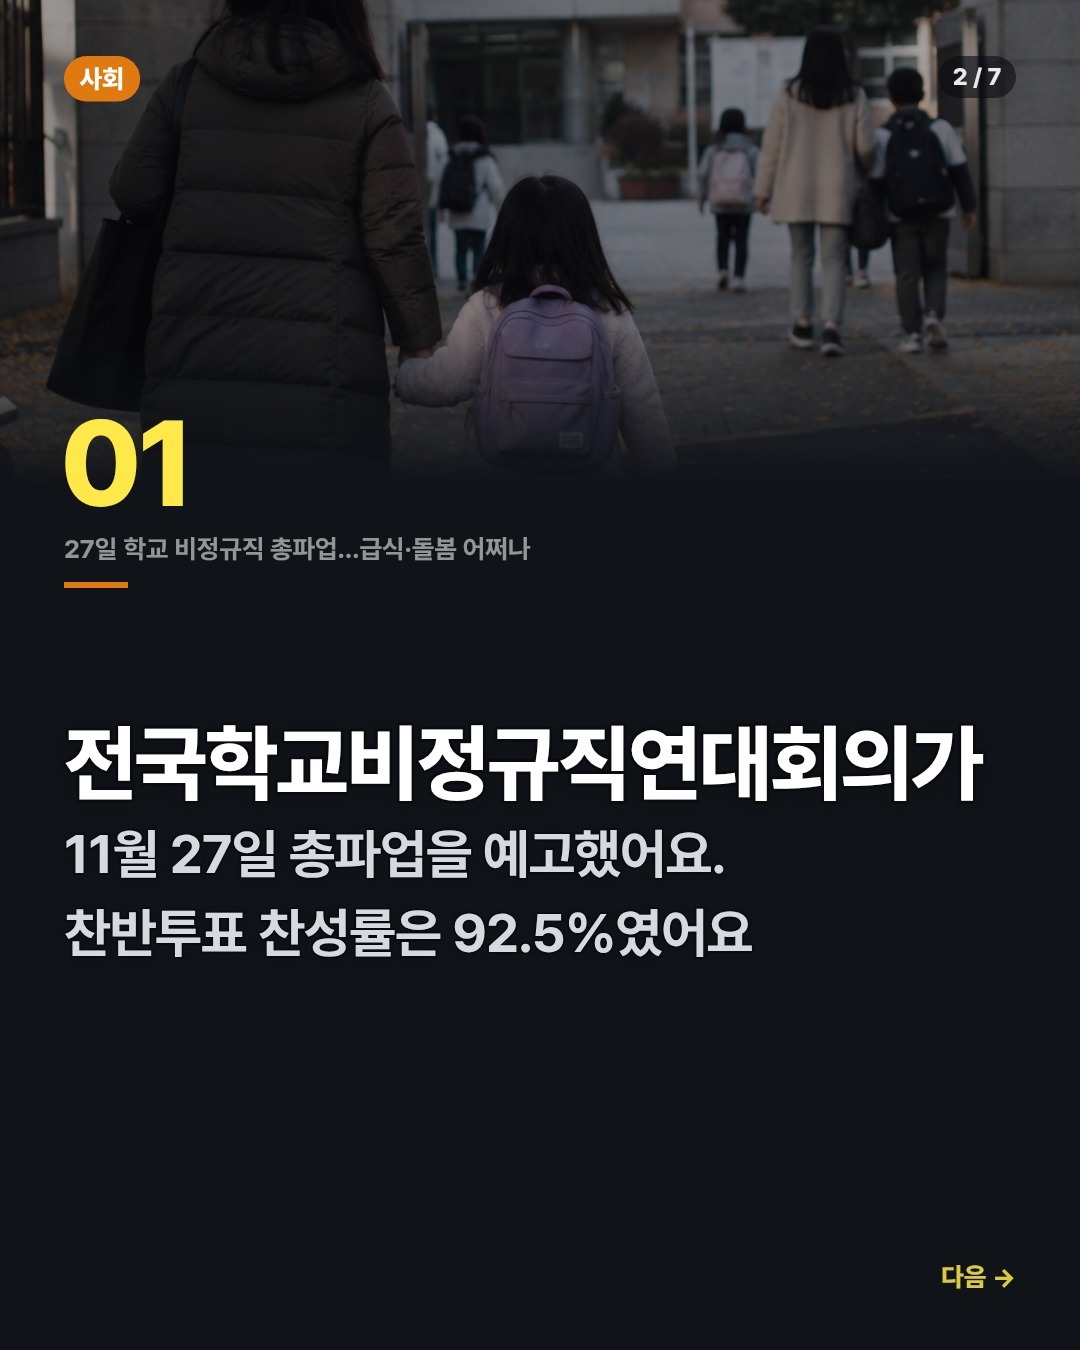 사회
2 / 7
01
27일 학교 비정규직 총파업...급식·돌봄 어쩌나
전국학교비정규직연대회의가
11월 27일 총파업을 예고했어요.
찬반투표 찬성률은 92.5%였어요
다음 →